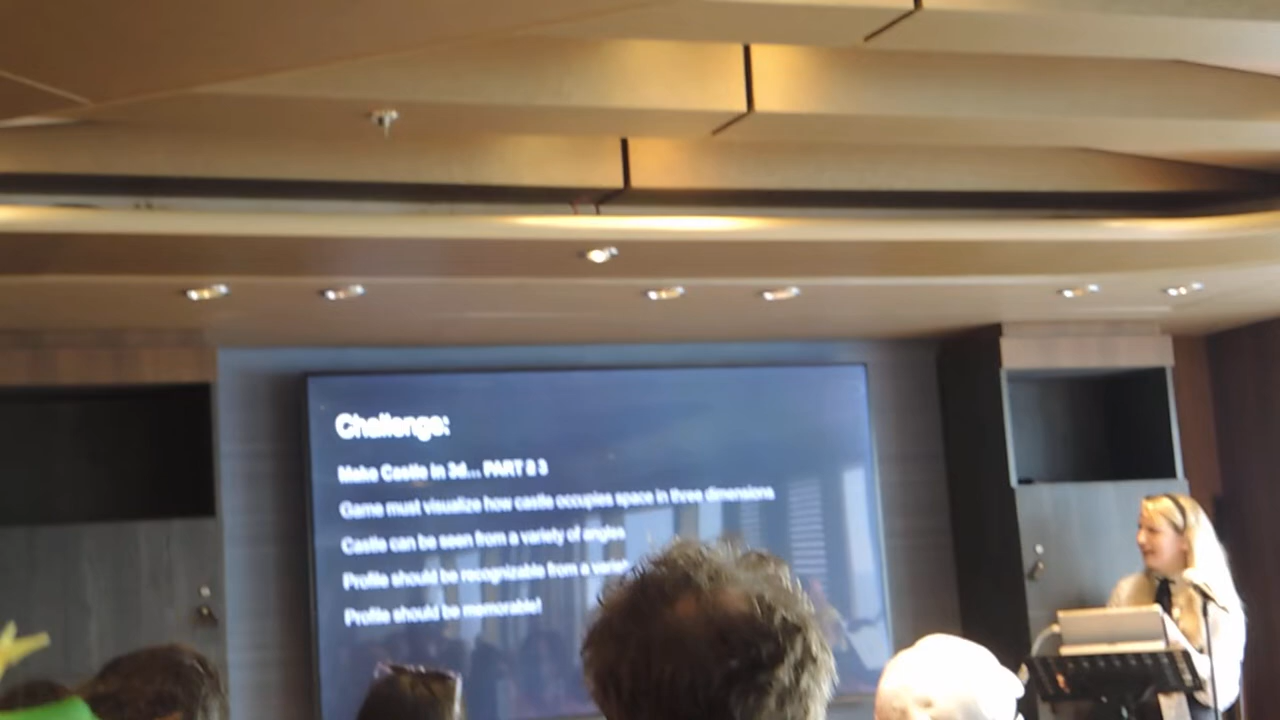 Challenge:
Make Castle in 3d... PART 2 3
Game must visualize how castle occupies space in three dimensions
Castle can be seen from a variety of angles
Profile should be recognizable from a
Profile should be memorable!